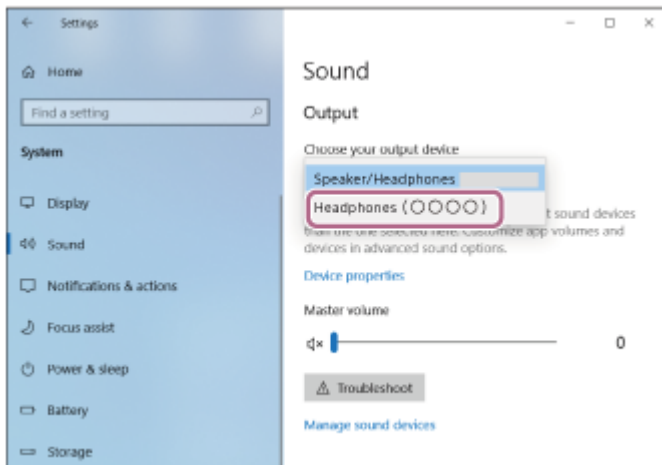 Settings
Home
Find a setting
System
Display
Sound
Notifications & actions
Focus assist
Power & sleep
Battery
Storage
Sound
Output
Choose your output device
Speaker/Headphones
Headphones (○○○○)
t sound devices
than the one selected here. Customize app volumes and
devices in advanced sound options.
Device properties
Master volume
0
Troubleshoot
Manage sound devices